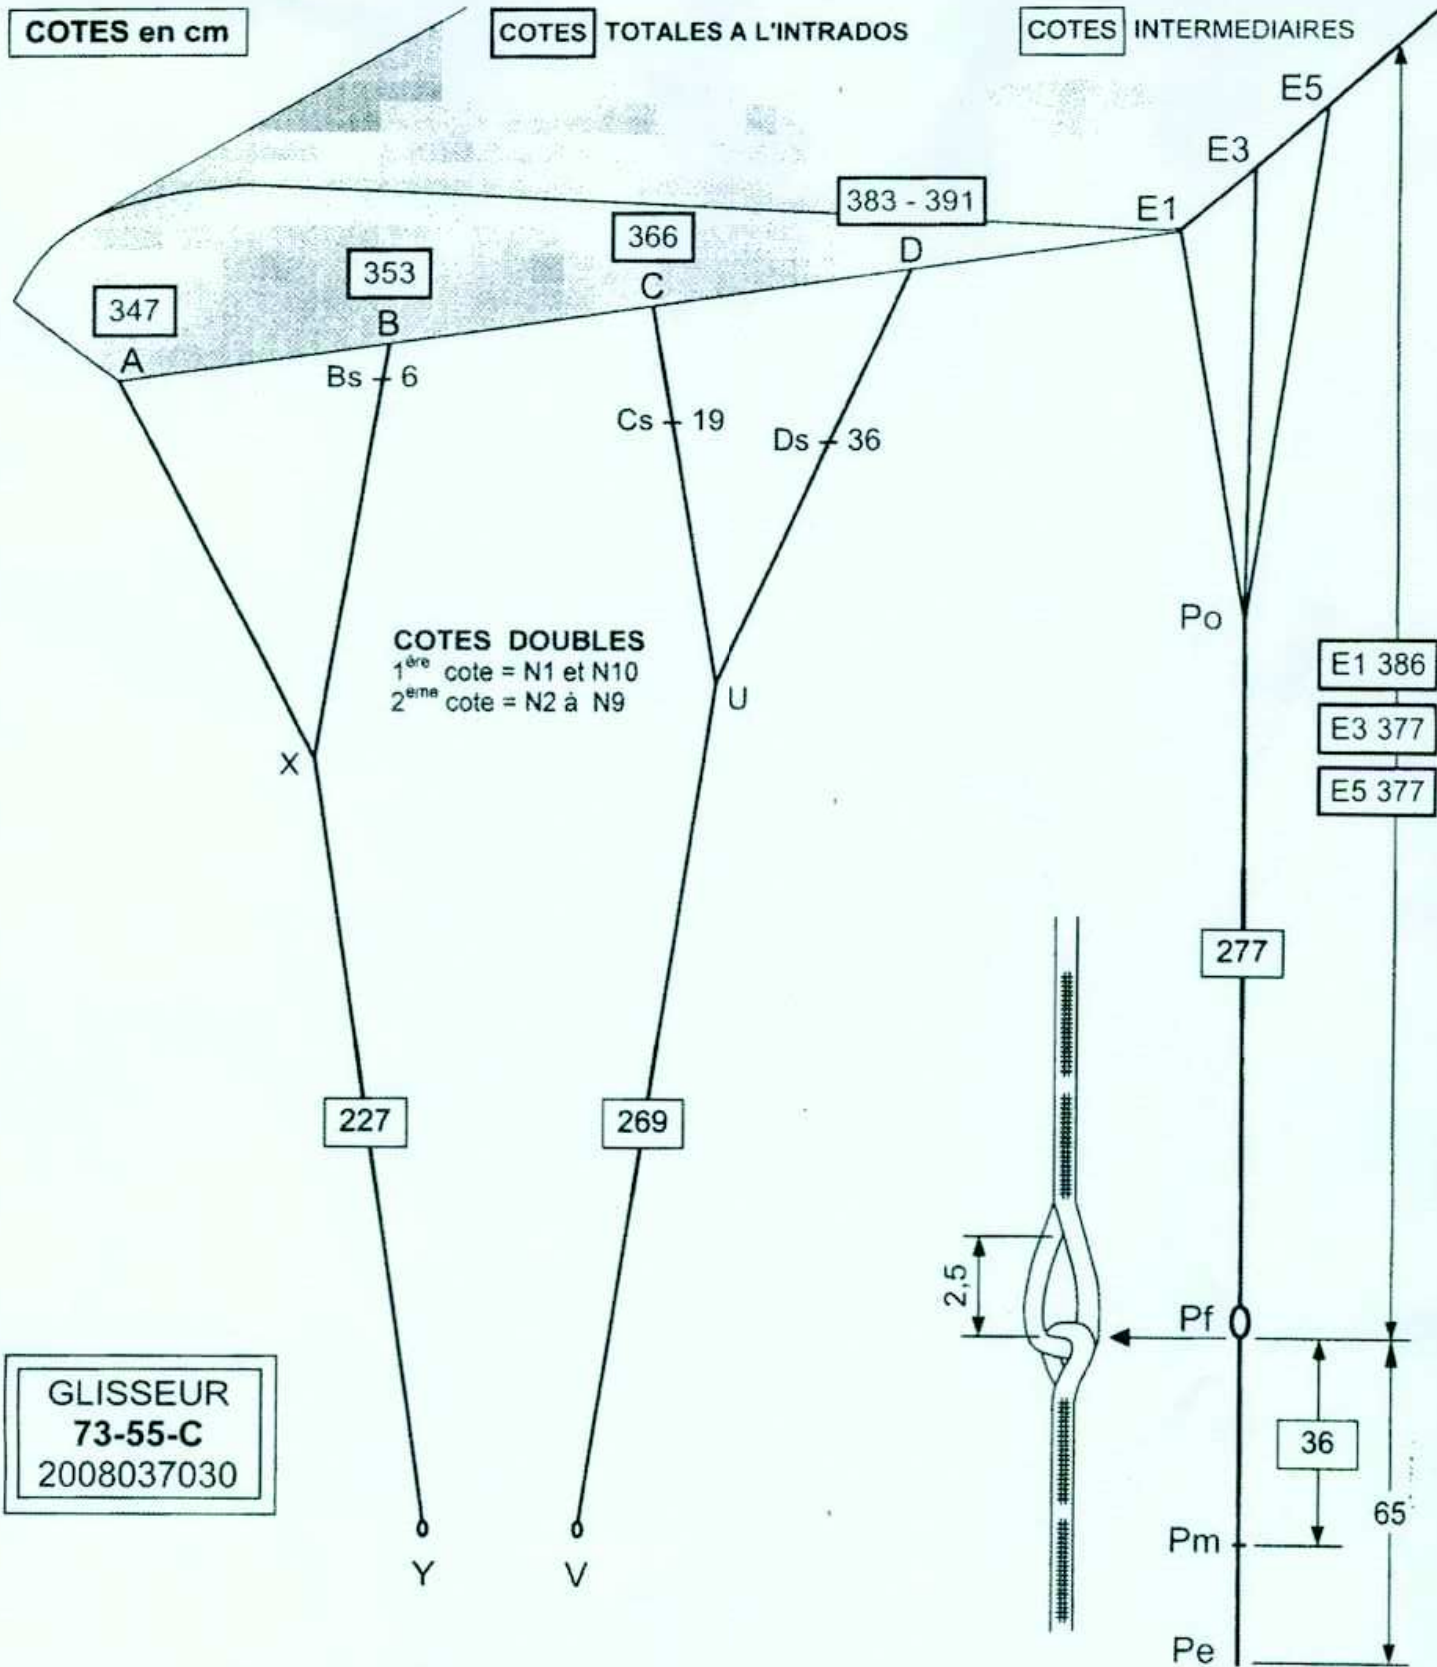 COTES en cm
COTES TOTALES A L'INTRADOS
COTES INTERMEDIAIRES
E5
E3
E1
383 - 391
366
353
347
D
C
B
A
Bs 6
Cs 19
Ds 36
COTES DOUBLES
1ère cote = N1 et N10
2ème cote = N2 à N9
X
U
Po
E1 386
E3 377
E5 377
277
227
269
2,5
Pf
GLISSEUR
73-55-C
2008037030
36
65
Pm
Y
V
Pe